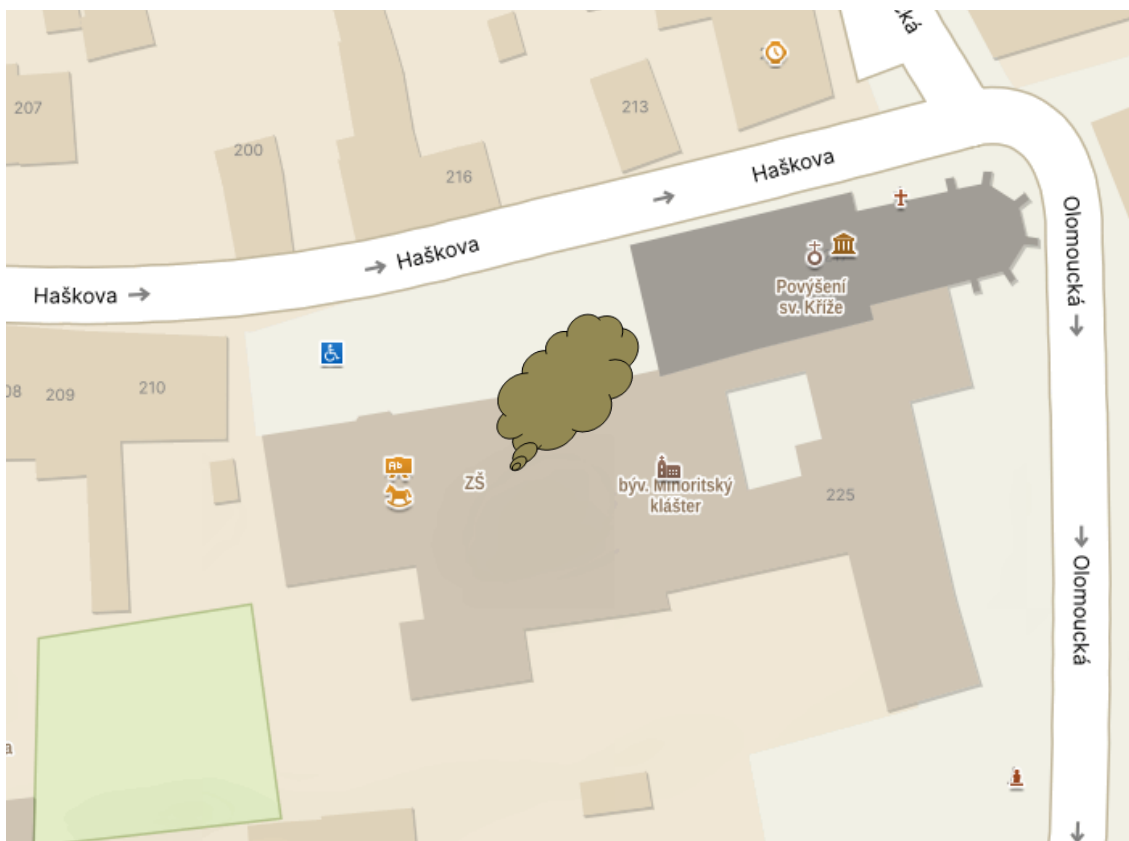 207
200
213
216
Haškova
Haškova
Haškova
Olomoucká
Povýšení
sv. Kříže
209
210
Ab
ZŠ
býv. Minoritský
klášter
225
Olomoucká